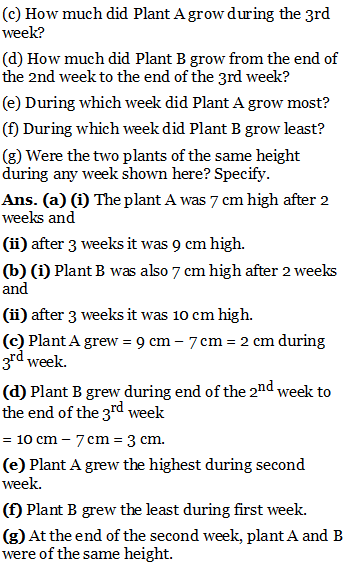 (c) How much did Plant A grow during the 3rd
week?
(d) How much did Plant B grow from the end of
the 2nd week to the end of the 3rd week?
(e) During which week did Plant A grow most?
(f) During which week did Plant B grow least?
(g) Were the two plants of the same height
during any week shown here? Specify.
Ans. (a) (i) The plant A was 7 cm high after 2
weeks and
(ii) after 3 weeks it was 9 cm high.
(b) (i) Plant B was also 7 cm high after 2 weeks
and
(ii) after 3 weeks it was 10 cm high.
(c) Plant A grew = 9 cm – 7 cm = 2 cm during
3rd week.
(d) Plant B grew during end of the 2nd week to
the end of the 3rd week
= 10 cm – 7 cm = 3 cm.
(e) Plant A grew the highest during second
week.
(f) Plant B grew the least during first week.
(g) At the end of the second week, plant A and B
were of the same height.